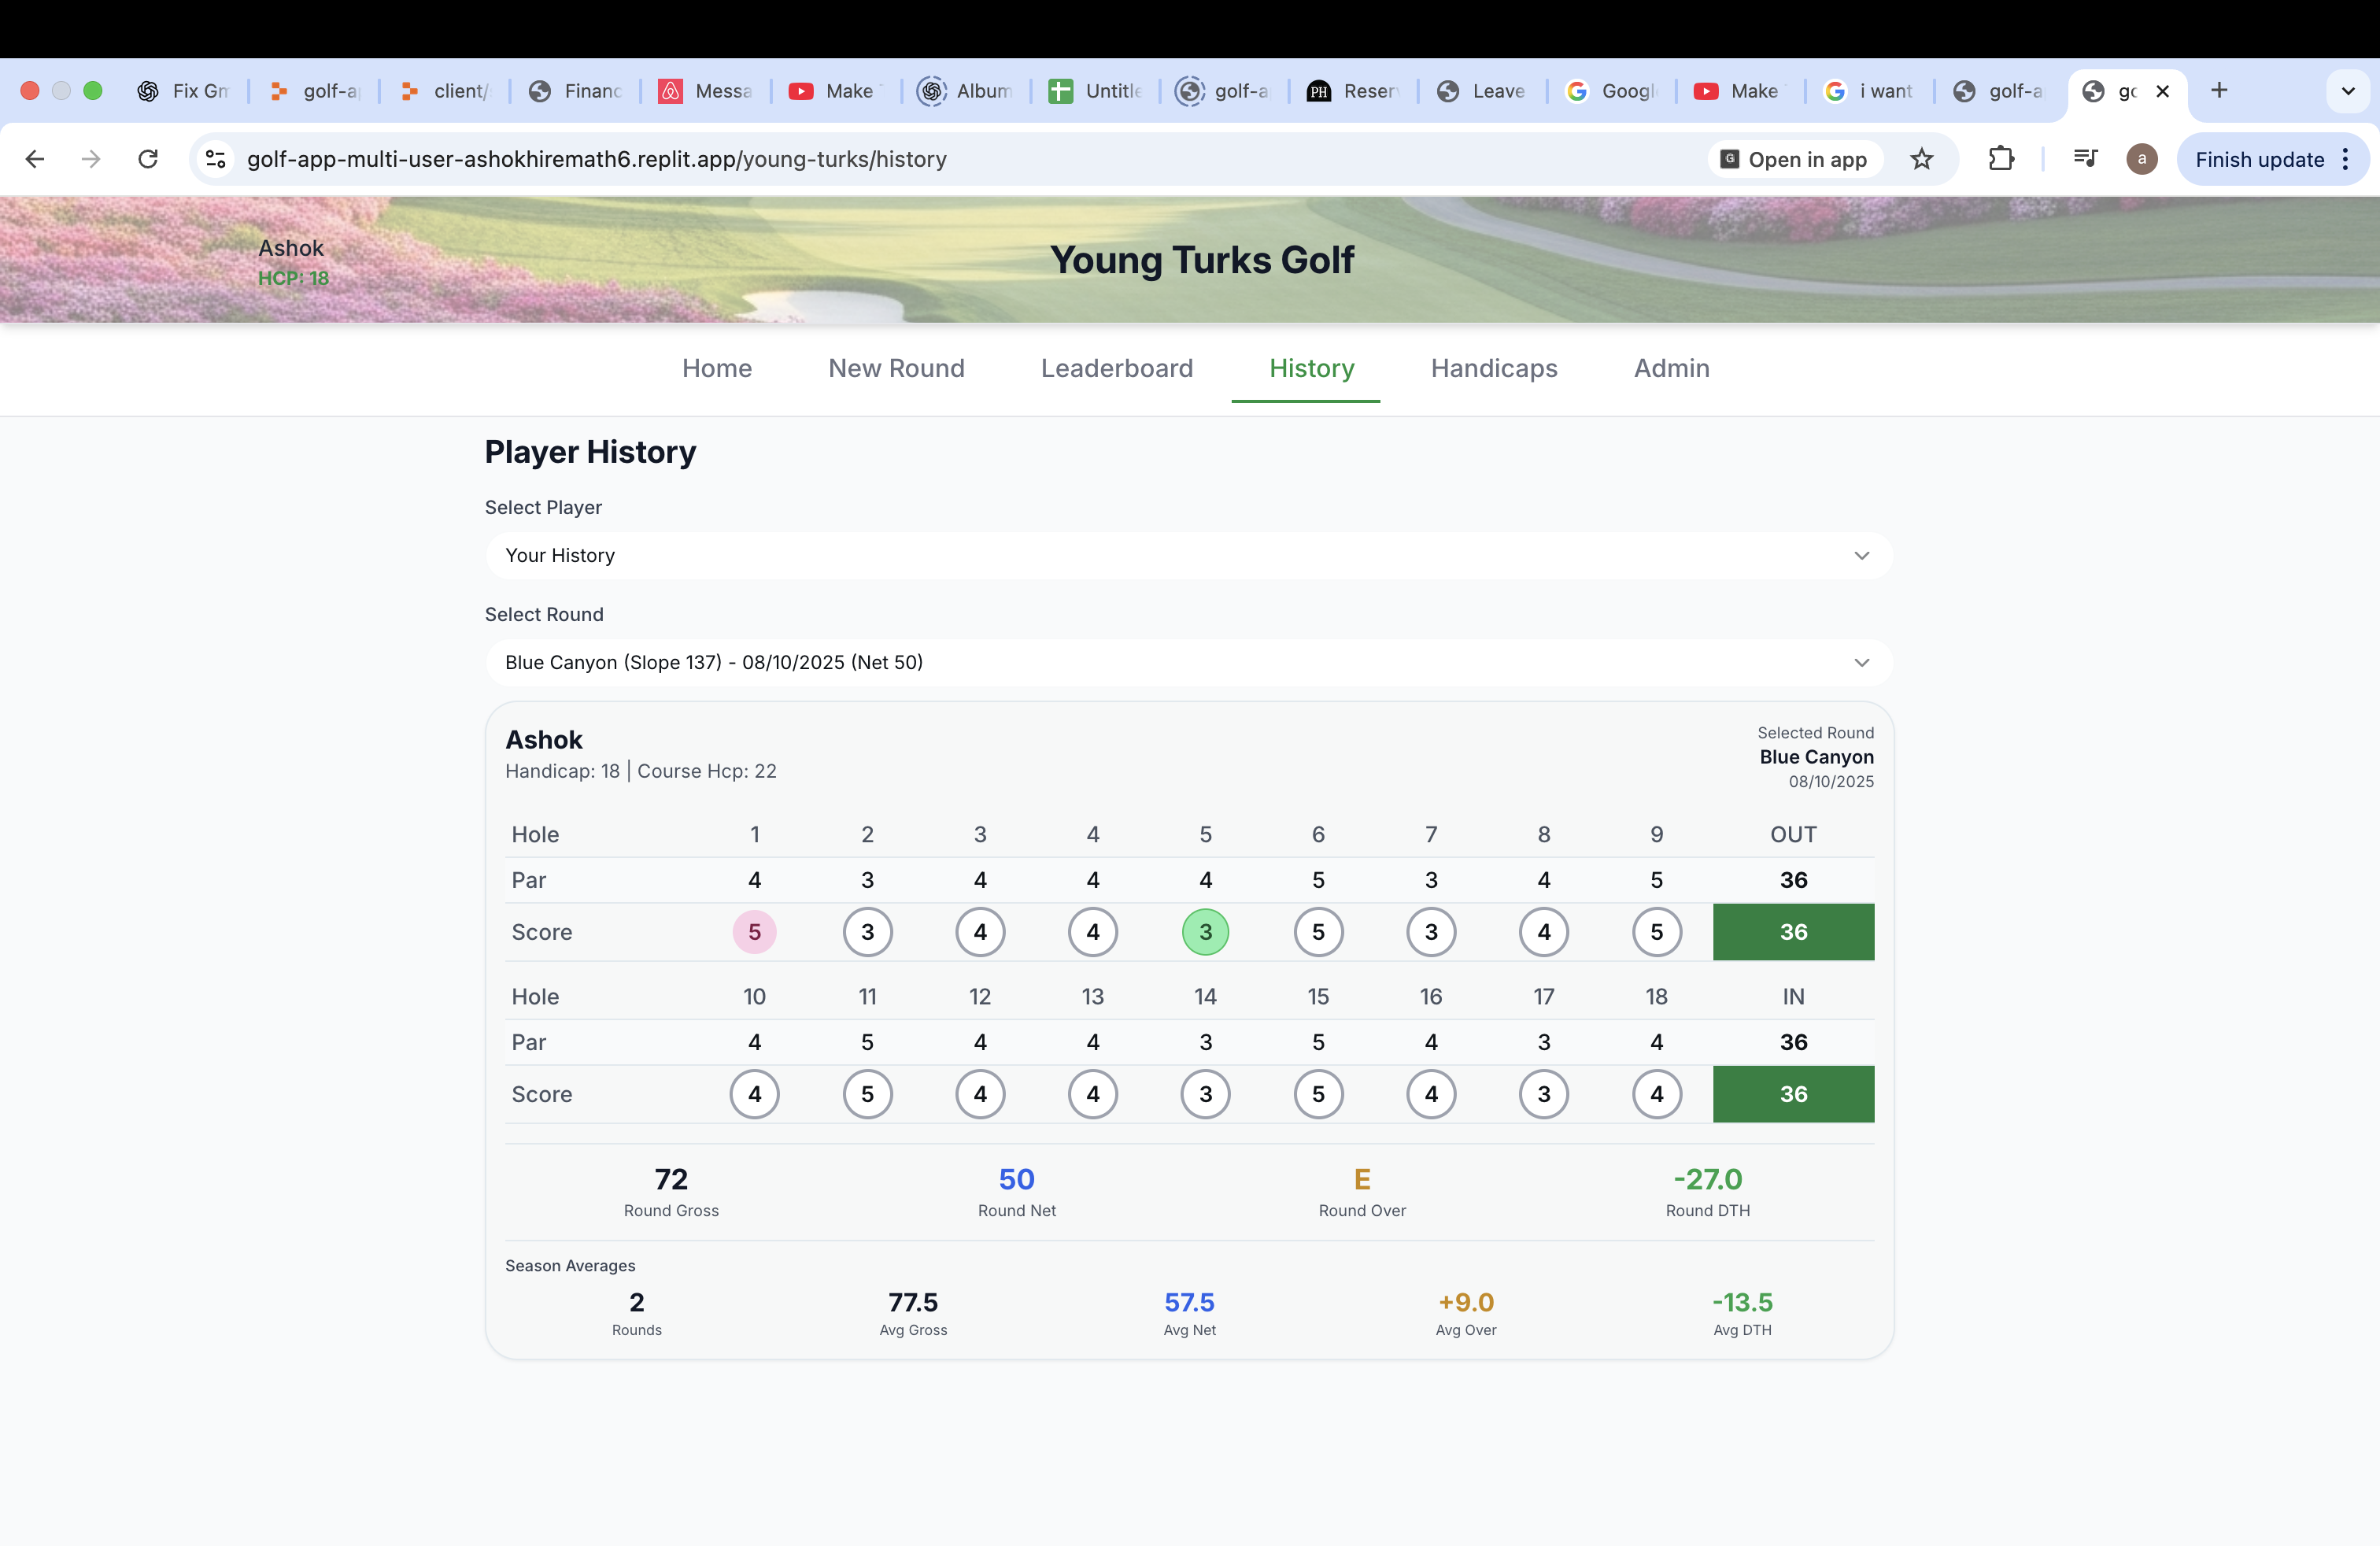 Fix Gm
golf-a
client/
Financ
Messa
Make
Album
Untitle
golf-a
PH
Reserv
Leave
Googl
Make
i want
golf-a
go
golf-app-multi-user-ashokhiremath6.replit.app/young-turks/history
G
Open in app
a
Finish update
Ashok
HCP: 18
Young Turks Golf
Home New Round Leaderboard History Handicaps Admin
Player History
Select Player
Your History
Select Round
Blue Canyon (Slope 137) - 08/10/2025 (Net 50)
Ashok
Handicap: 18 | Course Hcp: 22
Selected Round
Blue Canyon
08/10/2025
Hole 1 2 3 4 5 6 7 8 9 OUT
Par 4 3 4 4 4 5 3 4 5 36
Score 5 3 4 4 3 5 3 4 5 36
Hole 10 11 12 13 14 15 16 17 18 IN
Par 4 5 4 4 3 5 4 3 4 36
Score 4 5 4 4 3 5 4 3 4 36
72 50 E -27.0
Round Gross Round Net Round Over Round DTH
Season Averages
2 77.5 57.5 +9.0 -13.5
Rounds Avg Gross Avg Net Avg Over Avg DTH